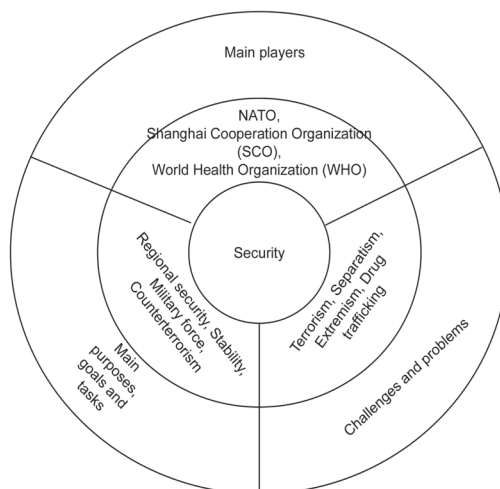 Main players
NATO,
Shanghai Cooperation Organization
(SCO),
World Health Organization (WHO)
Security
Regional security, Stability,
Military force,
Counterterrorism
Terrorism, Separatism,
Extremism, Drug
trafficking
Main
purposes,
goals and
tasks
Challenges and problems